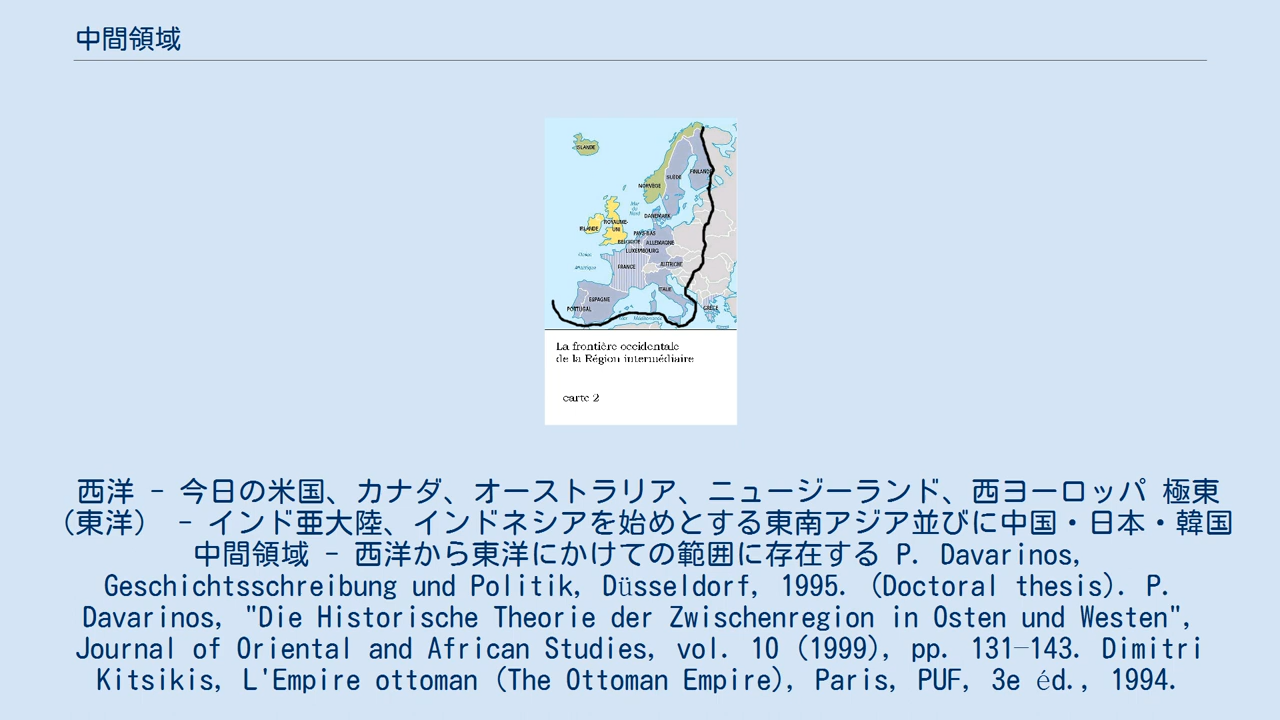 中間領域
ISLANDE
NORVÈGE
SUÈDE
FINLANDE
Mer
du
Nord
DANEMARK
IRLANDE
ROYAUME-
UNI
PAYS-BAS
BELGIQUE
ALLEMAGNE
LUXEMBOURG
Océan
Atlantique
FRANCE
AUTRICHE
ITALIE
ESPAGNE
PORTUGAL
GRÈCE
La frontière occidentale
de la Région intermédiaire
carte 2
西洋 - 今日の米国、カナダ、オーストラリア、ニュージーランド、西ヨーロッパ 極東
（東洋） - インド亜大陸、インドネシアを始めとする東南アジア並びに中国・日本・韓国
中間領域 - 西洋から東洋にかけての範囲に存在する P. Davarinos,
Geschichtsschreibung und Politik, Düsseldorf, 1995. (Doctoral thesis). P.
Davarinos, "Die Historische Theorie der Zwischenregion in Osten und Westen",
Journal of Oriental and African Studies, vol. 10 (1999), pp. 131–143. Dimitri
Kitsikis, L'Empire ottoman (The Ottoman Empire), Paris, PUF, 3e éd., 1994.